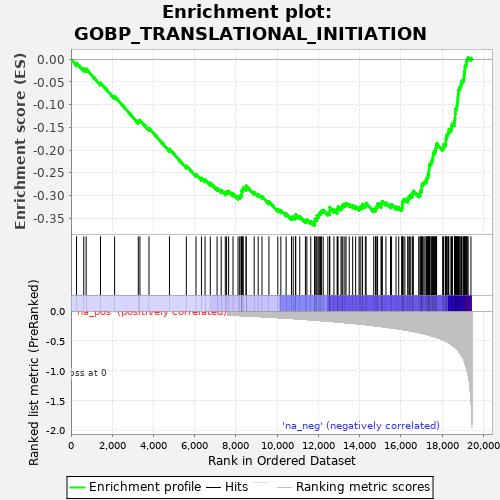 Enrichment plot:
GOBP_TRANSLATIONAL_INITIATION
Enrichment score (ES)
0.00
-0.05
-0.10
-0.15
-0.20
-0.25
-0.30
-0.35
Ranked list metric (PreRanked)
0.0
-0.5
-1.0
-1.5
-2.0
'na_pos' (positively correlated)
oss at 0
'na_neg' (negatively correlated)
0 2,000 4,000 6,000 8,000 10,000 12,000 14,000 16,000 18,000 20,000
Rank in Ordered Dataset
Enrichment profile Hits Ranking metric scores